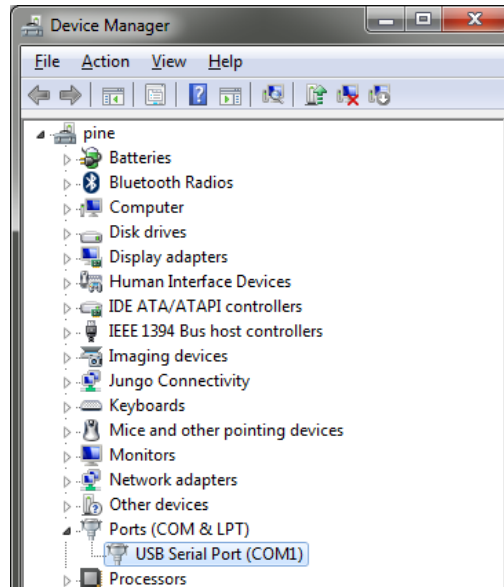 Device Manager
File Action View Help
pine
Batteries
Bluetooth Radios
Computer
Disk drives
Display adapters
Human Interface Devices
IDE ATA/ATAPI controllers
IEEE 1394 Bus host controllers
Imaging devices
Jungo Connectivity
Keyboards
Mice and other pointing devices
Monitors
Network adapters
Other devices
Ports (COM & LPT)
USB Serial Port (COM1)
Processors